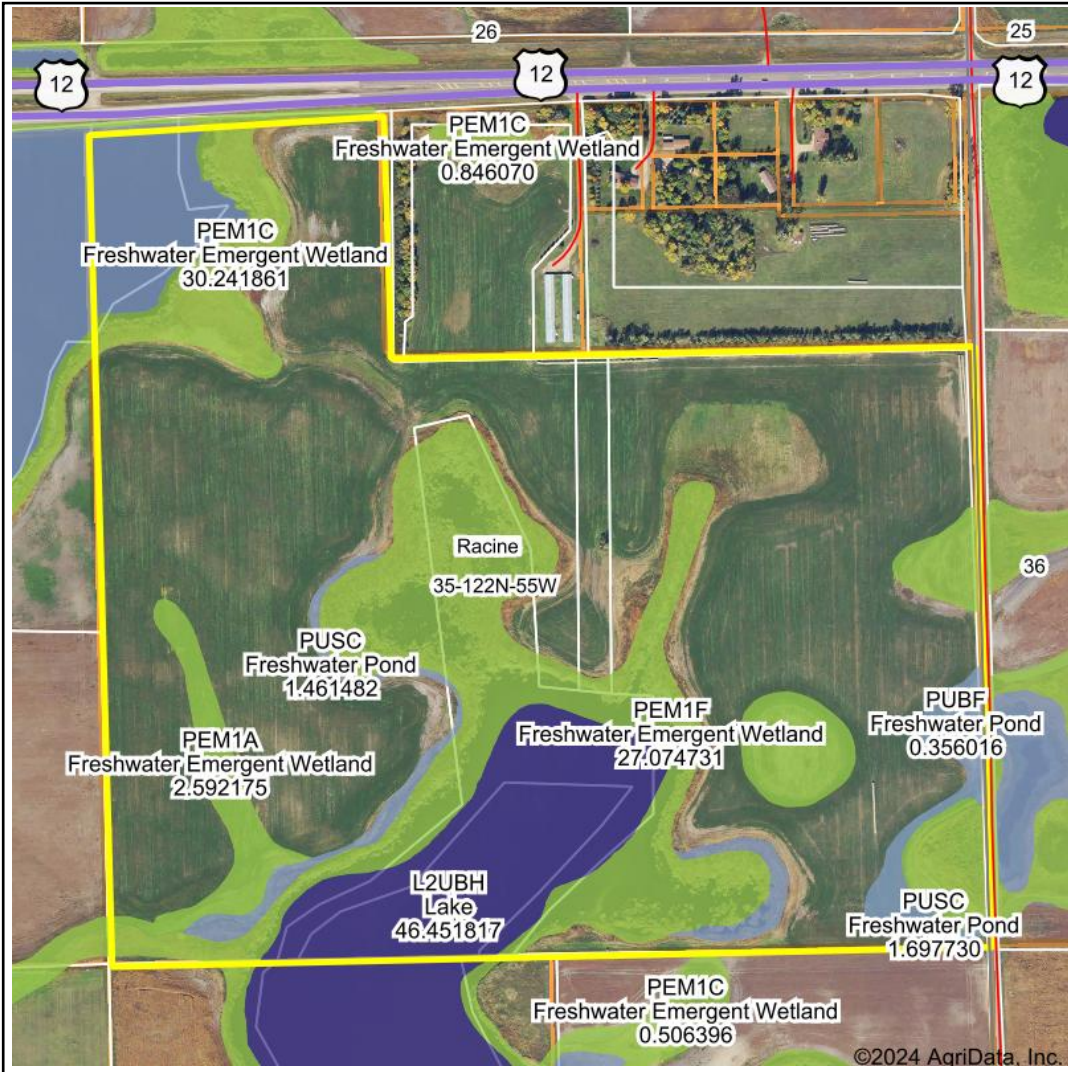 26
25
12
12
12
PEM1C
Freshwater Emergent Wetland
0.846070
PEM1C
Freshwater Emergent Wetland
30.241861
Racine
35-122N-55W
36
PUSC
Freshwater Pond
1.461482
PEM1F
Freshwater Emergent Wetland
27.074731
PUBF
Freshwater Pond
0.356016
PEM1A
Freshwater Emergent Wetland
2.592175
L2UBH
Lake
46.451817
PUSC
Freshwater Pond
1.697730
PEM1C
Freshwater Emergent Wetland
0.506396
©2024 AgriData, Inc.